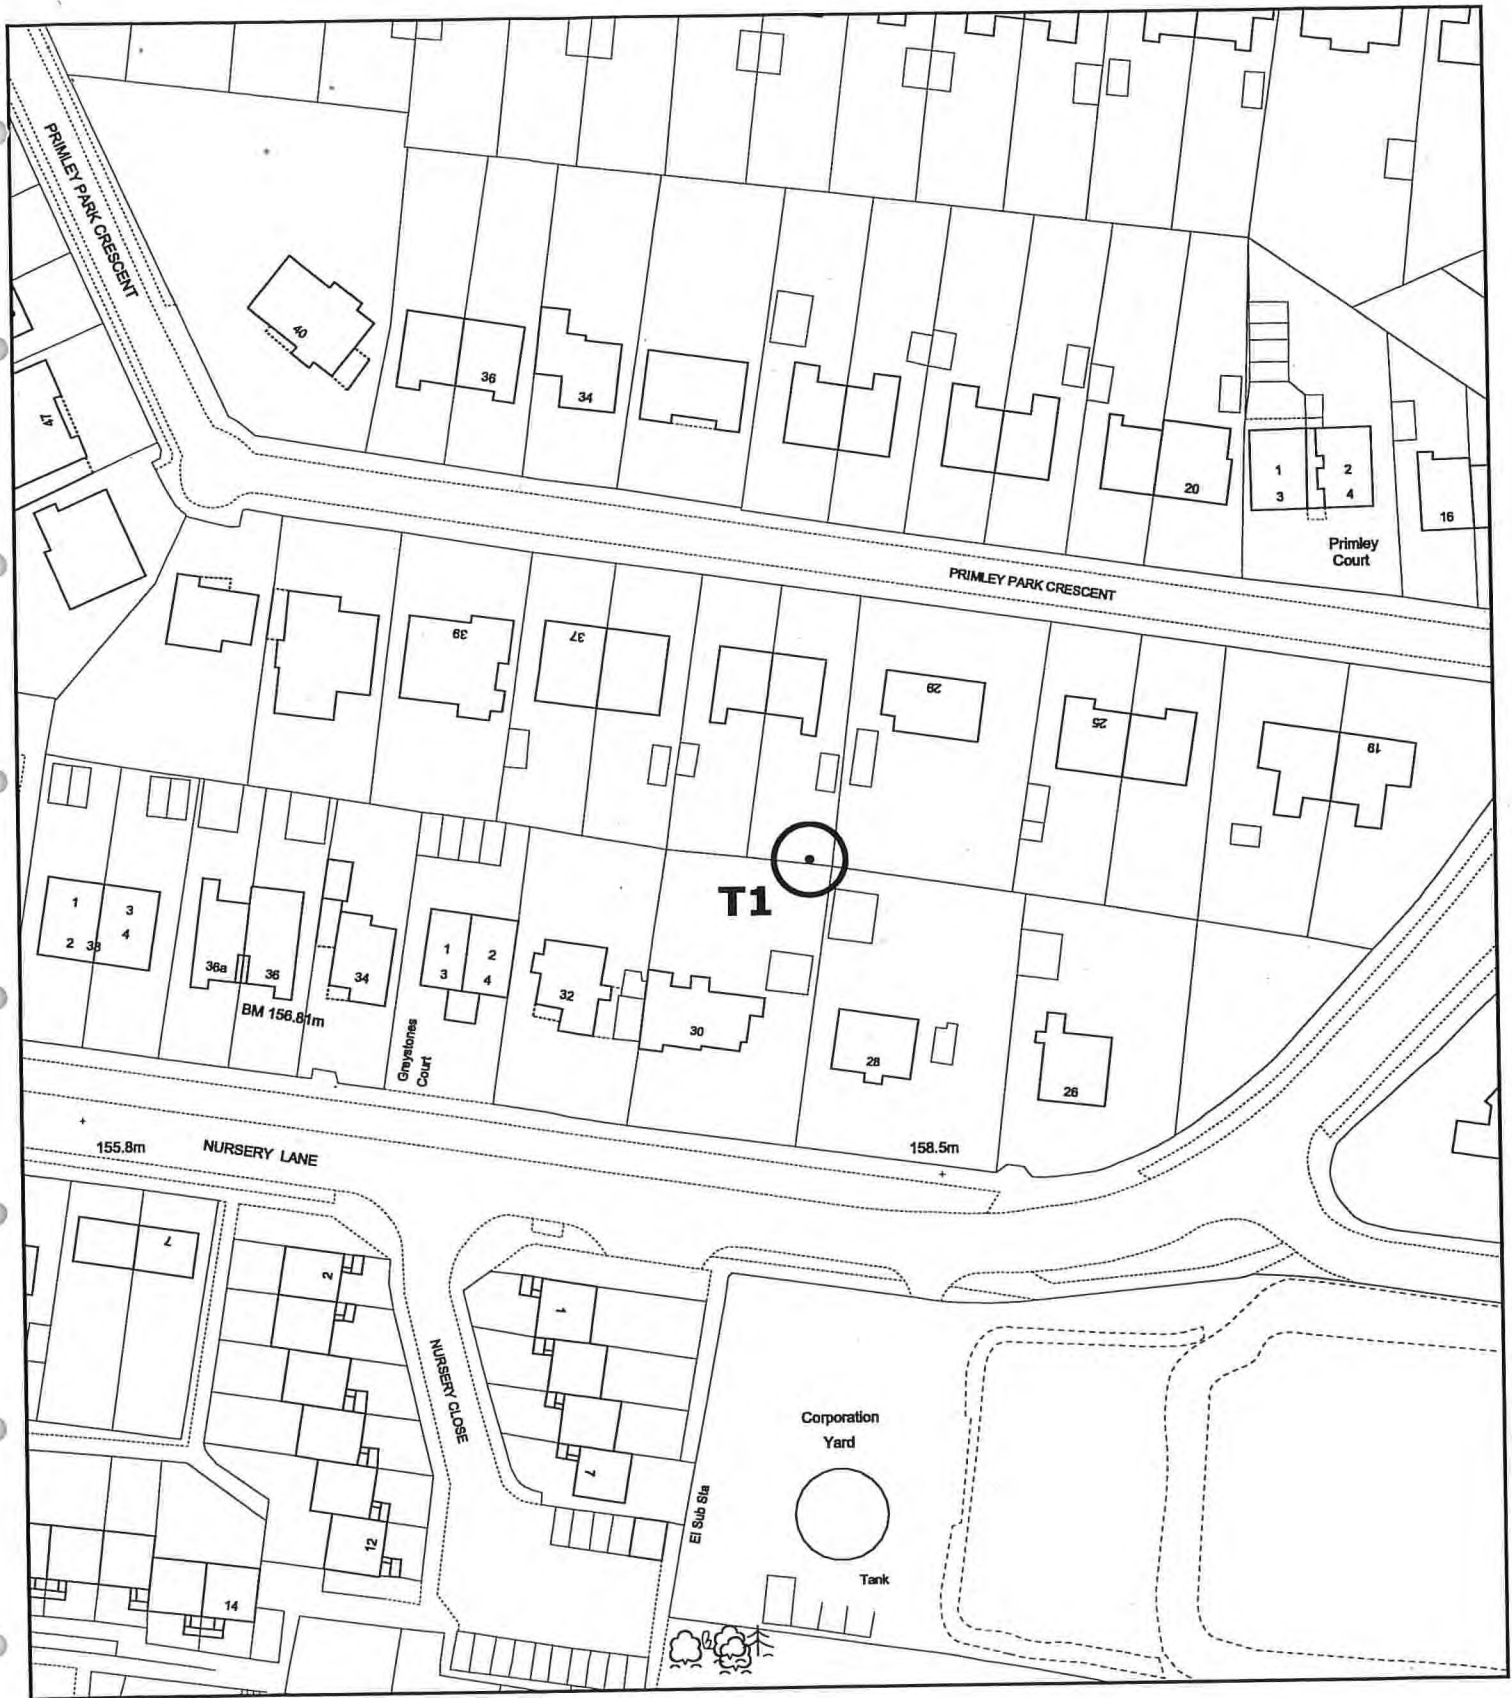 PRIMLEY PARK CRESCENT
40
36
34
47
20
1
3
2
4
16
Primley
Court
PRIMLEY PARK CRESCENT
39
37
29
25
19
T1
1
2
38
3
4
36a
36
34
BM 156.81m
1
3
2
4
Greystones
Court
32
30
28
26
155.8m
NURSERY LANE
158.5m
7
2
1
NURSERY CLOSE
7
12
14
El Sub Sta
Corporation
Yard
Tank